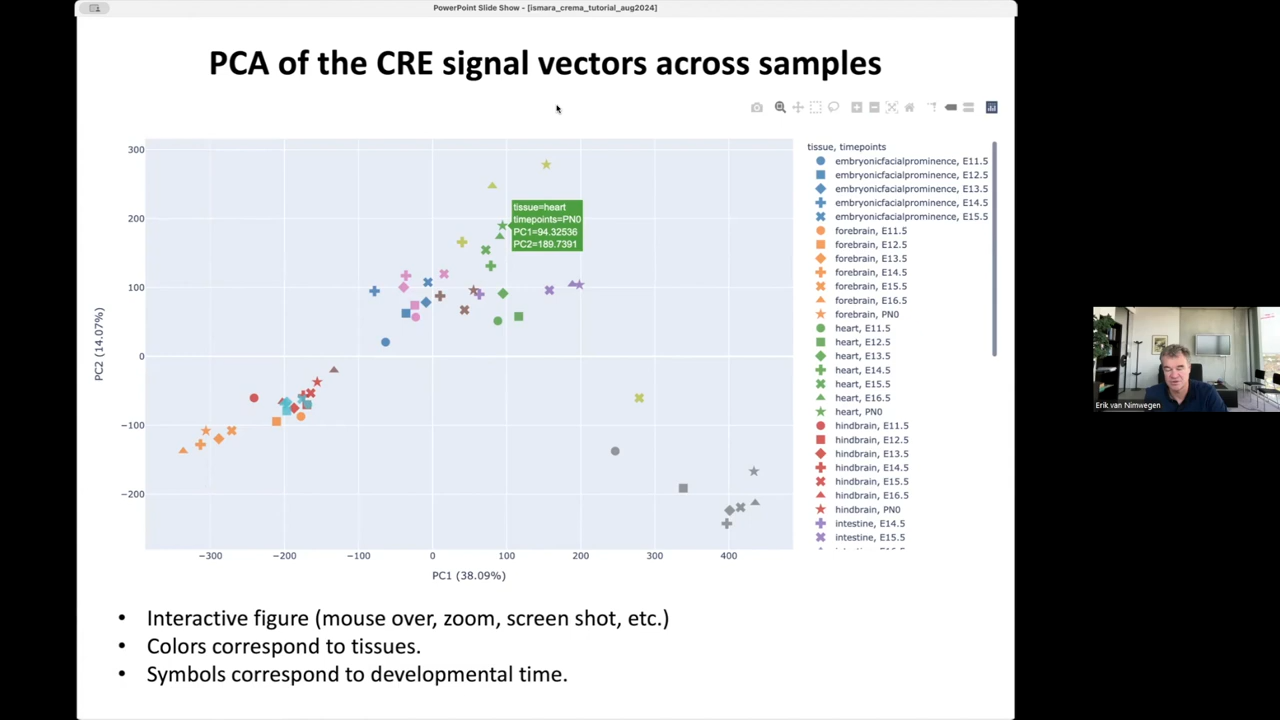 PowerPoint Slide Show - [ismara_crema_tutorial_aug2024]
PCA of the CRE signal vectors across samples
tissue, timepoints
embryonicfacialprominence, E11.5
embryonicfacialprominence, E12.5
embryonicfacialprominence, E13.5
embryonicfacialprominence, E14.5
embryonicfacialprominence, E15.5
forebrain, E11.5
forebrain, E12.5
forebrain, E13.5
forebrain, E14.5
forebrain, E15.5
forebrain, E16.5
forebrain, PN0
heart, E11.5
heart, E12.5
heart, E13.5
heart, E14.5
heart, E15.5
heart, E16.5
heart, PN0
hindbrain, E11.5
hindbrain, E12.5
hindbrain, E13.5
hindbrain, E14.5
hindbrain, E15.5
hindbrain, E16.5
hindbrain, PN0
intestine, E14.5
intestine, E15.5
tissue=heart
timepoints=PN0
PC1=94.32536
PC2=189.7391
300
200
100
0
−100
−200
PC2 (14.07%)
−300
−200
−100
0
100
200
300
400
PC1 (38.09%)
• Interactive figure (mouse over, zoom, screen shot, etc.)
• Colors correspond to tissues.
• Symbols correspond to developmental time.
Erik van Nimwegen